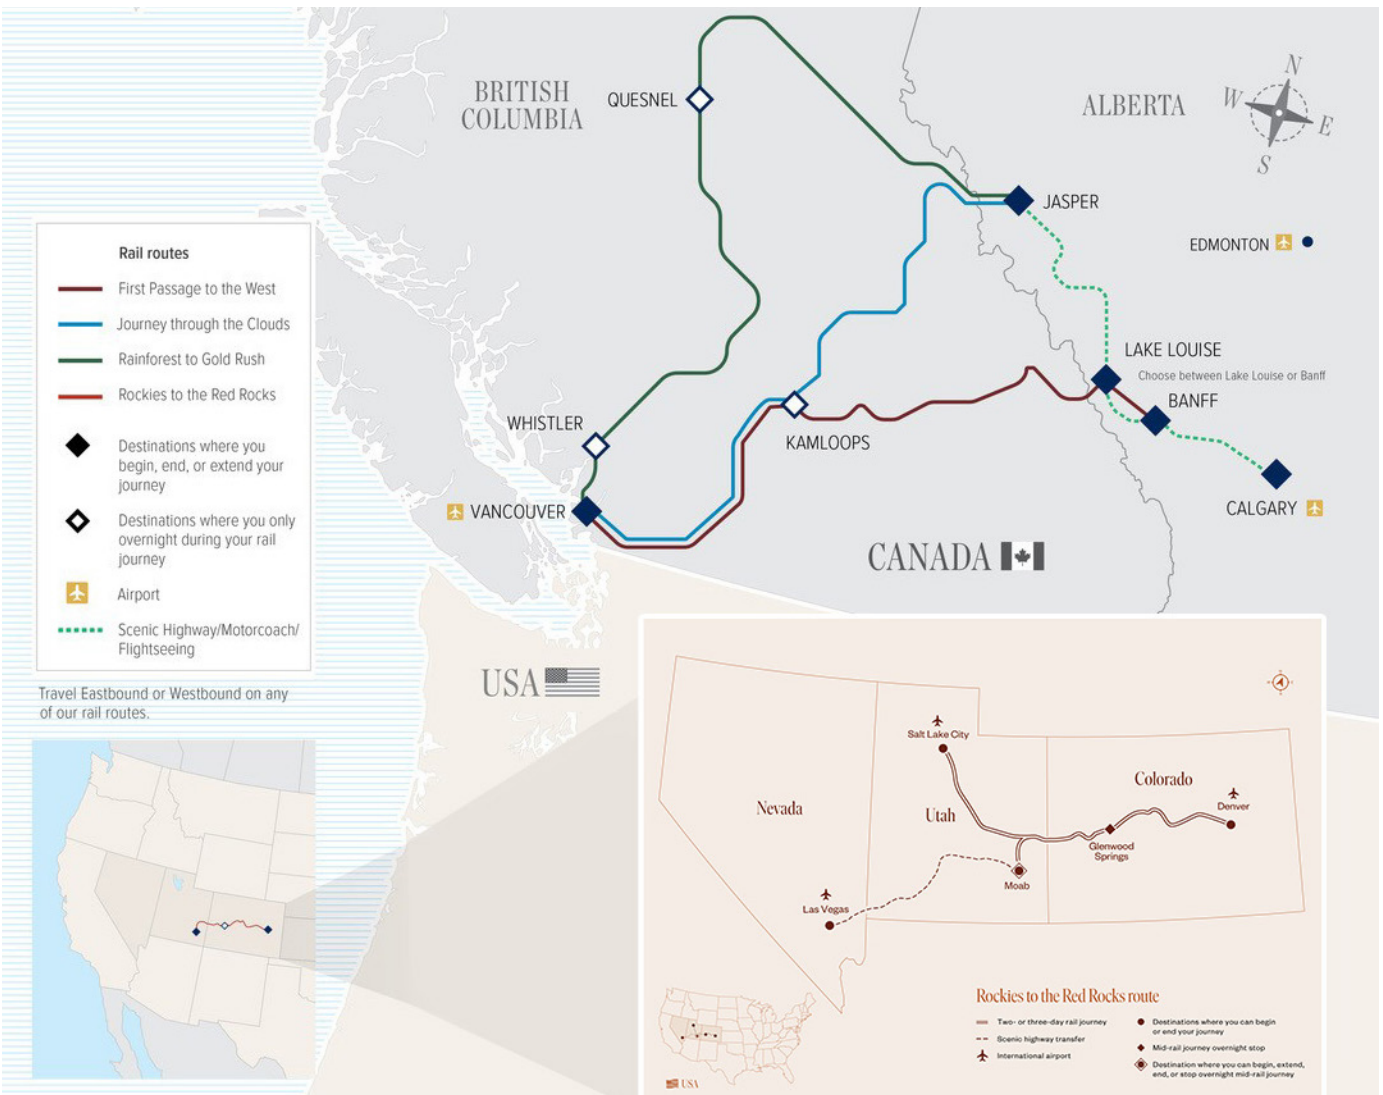 BRITISH
COLUMBIA
QUESNEL
ALBERTA
N
W
E
S
JASPER
EDMONTON
Rail routes
First Passage to the West
Journey through the Clouds
Rainforest to Gold Rush
Rockies to the Red Rocks
Destinations where you
begin, end, or extend your
journey
Destinations where you only
overnight during your rail
journey
Airport
Scenic Highway/Motorcoach/
Flightseeing
Travel Eastbound or Westbound on any
of our rail routes.
LAKE LOUISE
Choose between Lake Louise or Banff
BANFF
WHISTLER
KAMLOOPS
VANCOUVER
CALGARY
CANADA
USA
Salt Lake City
Nevada
Utah
Colorado
Denver
Glenwood
Springs
Moab
Las Vegas
Rockies to the Red Rocks route
Two- or three-day rail journey
Scenic highway transfer
International airport
Destinations where you can begin
or end your journey
Mid-rail journey overnight stop
Destination where you can begin, extend,
end, or stop overnight mid-rail journey
USA